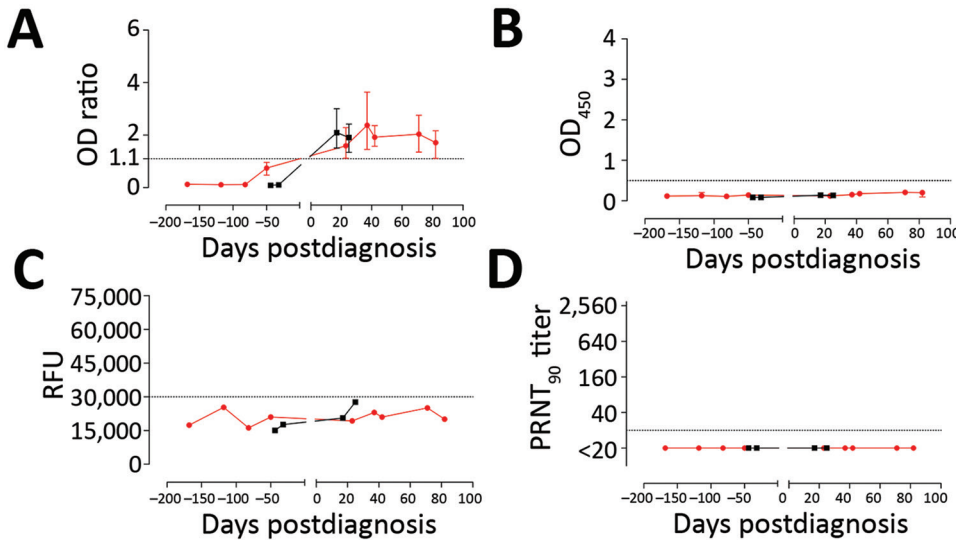 A
OD ratio
6
4
2
1.1
0
−200 −150 −100 −50 0 20 40 60 80 100
Days postdiagnosis
B
OD450
4
3
2
1
0
−200 −150 −100 −50 0 20 40 60 80 100
Days postdiagnosis
C
RFU
75,000
60,000
45,000
30,000
15,000
0
−200 −150 −100 −50 0 20 40 60 80 100
Days postdiagnosis
D
PRNT90 titer
2,560
640
160
40
<20
−200 −150 −100 −50 0 20 40 60 80 100
Days postdiagnosis